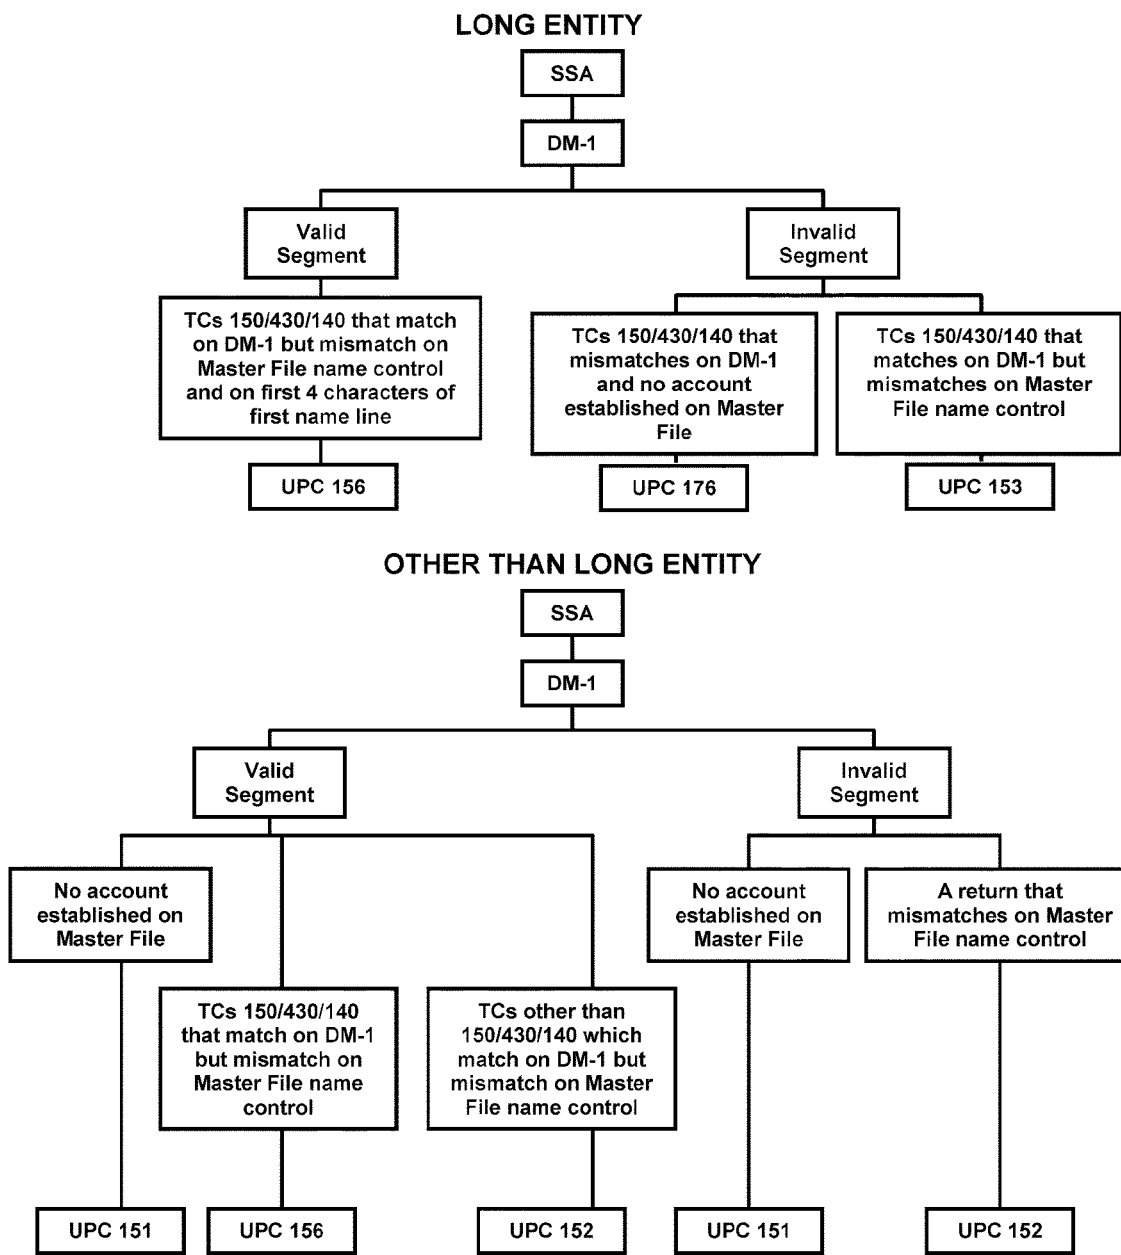 LONG ENTITY
SSA
DM-1
Valid
Segment
Invalid
Segment
TCs 150/430/140 that match
on DM-1 but mismatch on
Master File name control
and on first 4 characters of
first name line
TCs 150/430/140 that
mismatches on DM-1
and no account
established on Master
File
TCs 150/430/140 that
matches on DM-1 but
mismatches on Master
File name control
UPC 156
UPC 176
UPC 153
OTHER THAN LONG ENTITY
SSA
DM-1
Valid
Segment
Invalid
Segment
No account
established on
Master File
No account
established on
Master File
A return that
mismatches on Master
File name control
TCs 150/430/140
that match on DM-1
but mismatch on
Master File name
control
TCs other than
150/430/140 which
match on DM-1 but
mismatch on Master
File name control
UPC 151
UPC 156
UPC 152
UPC 151
UPC 152